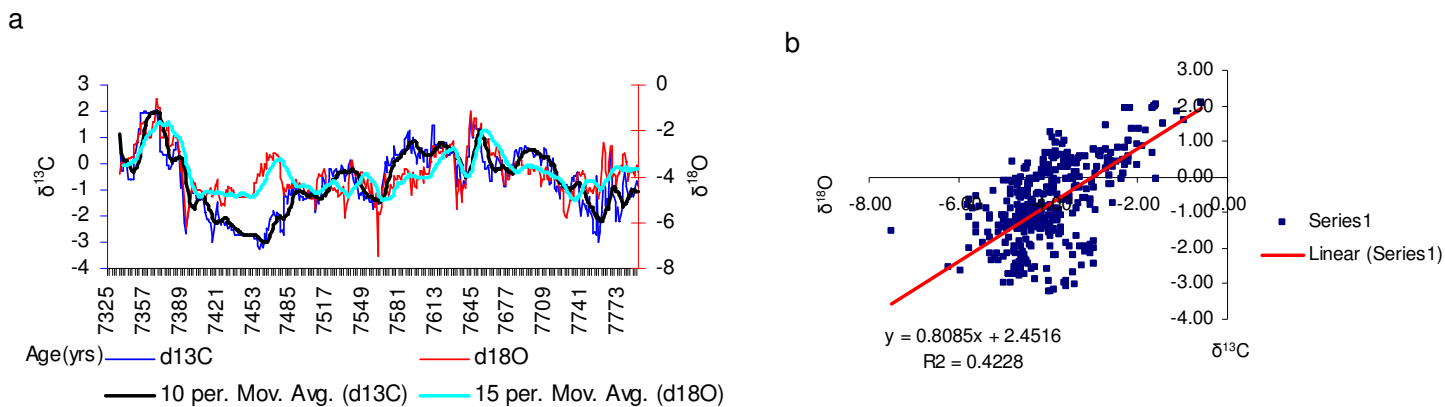 a
3
2
1
0
-1
-2
-3
-4
δ13C
0
-2
-4
-6
-8
δ18O
7325
7357
7389
7421
7453
7485
7517
7549
7581
7613
7645
7677
7709
7741
7773
Age(yrs)
d13C
d18O
10 per. Mov. Avg. (d13C)
15 per. Mov. Avg. (d18O)
b
3.00
2.00
1.00
0.00
-1.00
-2.00
-3.00
-4.00
-8.00
-6.00
-4.00
-2.00
0.00
δ18O
δ13C
Series1
Linear (Series1)
y = 0.8085x + 2.4516
R2 = 0.4228